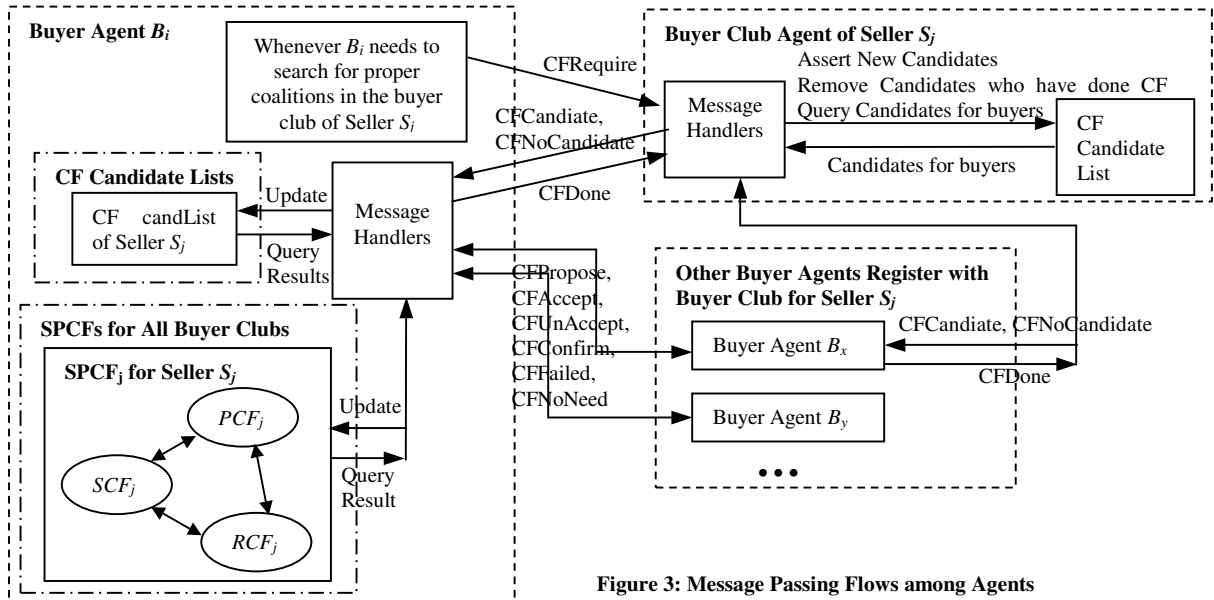 Buyer Agent Bi
Whenever Bi needs to
search for proper
coalitions in the buyer
club of Seller Si
CFRequire
CFCandiate,
CFNoCandidate
CFDone
Buyer Club Agent of Seller Sj
Assert New Candidates
Remove Candidates who have done CF
Query Candidates for buyers
Candidates for buyers
Message
Handlers
CF
Candidate
List
CF Candidate Lists
CF candList
of Seller Sj
Update
Query
Results
Message
Handlers
CFPropose,
CFAccept,
CFUnAccept,
CFConfirm,
CFFailed,
CFNoNeed
Other Buyer Agents Register with
Buyer Club for Seller Sj
Buyer Agent Bx
CFCandiate, CFNoCandidate
CFDone
Buyer Agent By
SPCFs for All Buyer Clubs
SPCFj for Seller Sj
PCFj
SCFj
RCFj
Update
Query
Result
Figure 3: Message Passing Flows among Agents